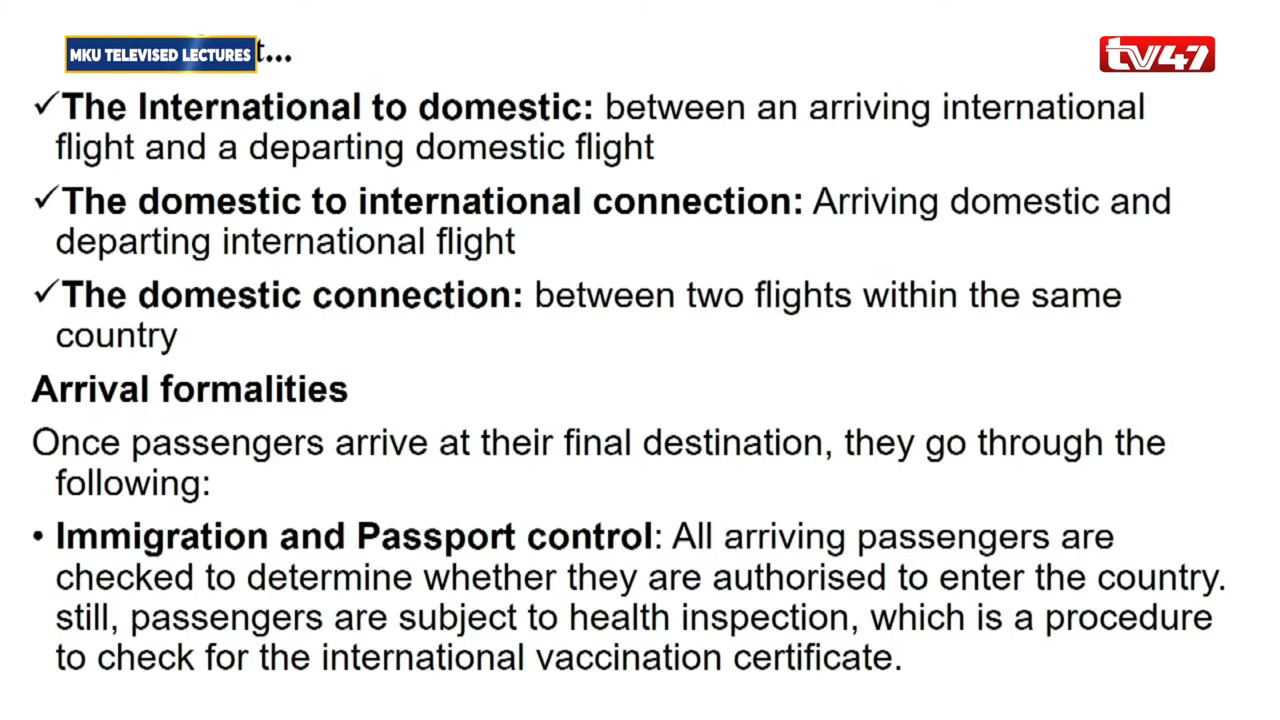 MKU TELEVISED LECTURES t...
tv47
✓The International to domestic: between an arriving international
flight and a departing domestic flight
✓The domestic to international connection: Arriving domestic and
departing international flight
✓The domestic connection: between two flights within the same
country
Arrival formalities
Once passengers arrive at their final destination, they go through the
following:
• Immigration and Passport control: All arriving passengers are
checked to determine whether they are authorised to enter the country.
still, passengers are subject to health inspection, which is a procedure
to check for the international vaccination certificate.